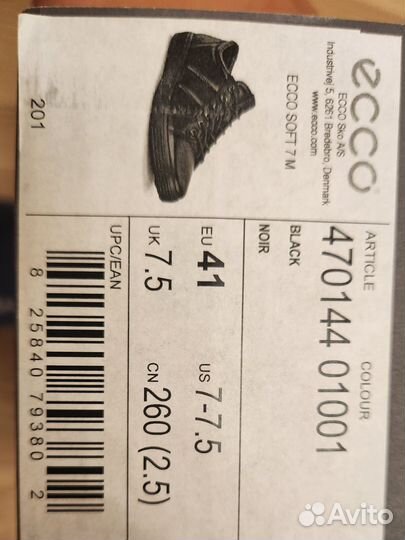 ecco
ECCO Sko A/S
Industrivej 5, 6261 Bredebro, Denmark
www.ecco.com
ECCO SOFT 7 M
201
ARTICLE COLOUR
470144 01001
BLACK
NOIR
EU 41 US 7-7.5
UK 7.5 CN 260 (2.5)
UPC/EAN
8 25840 79380 2
Avito